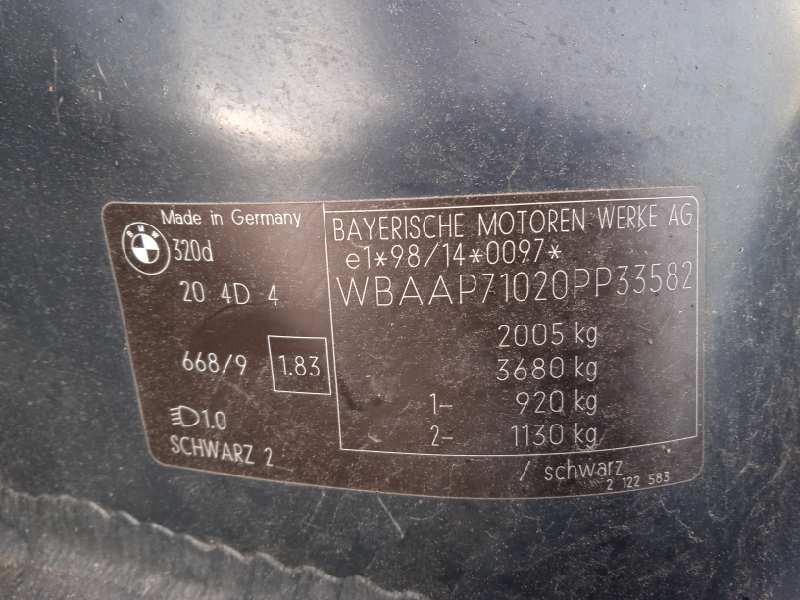 Made in Germany
BMW
320d
20 4D 4
668/9 1.83
1.0
SCHWARZ 2
BAYERISCHE MOTOREN WERKE AG
e1*98/14*0097*
WBAAP71020PP33582
2005 kg
3680 kg
1- 920 kg
2- 1130 kg
/ schwarz
2 122 583